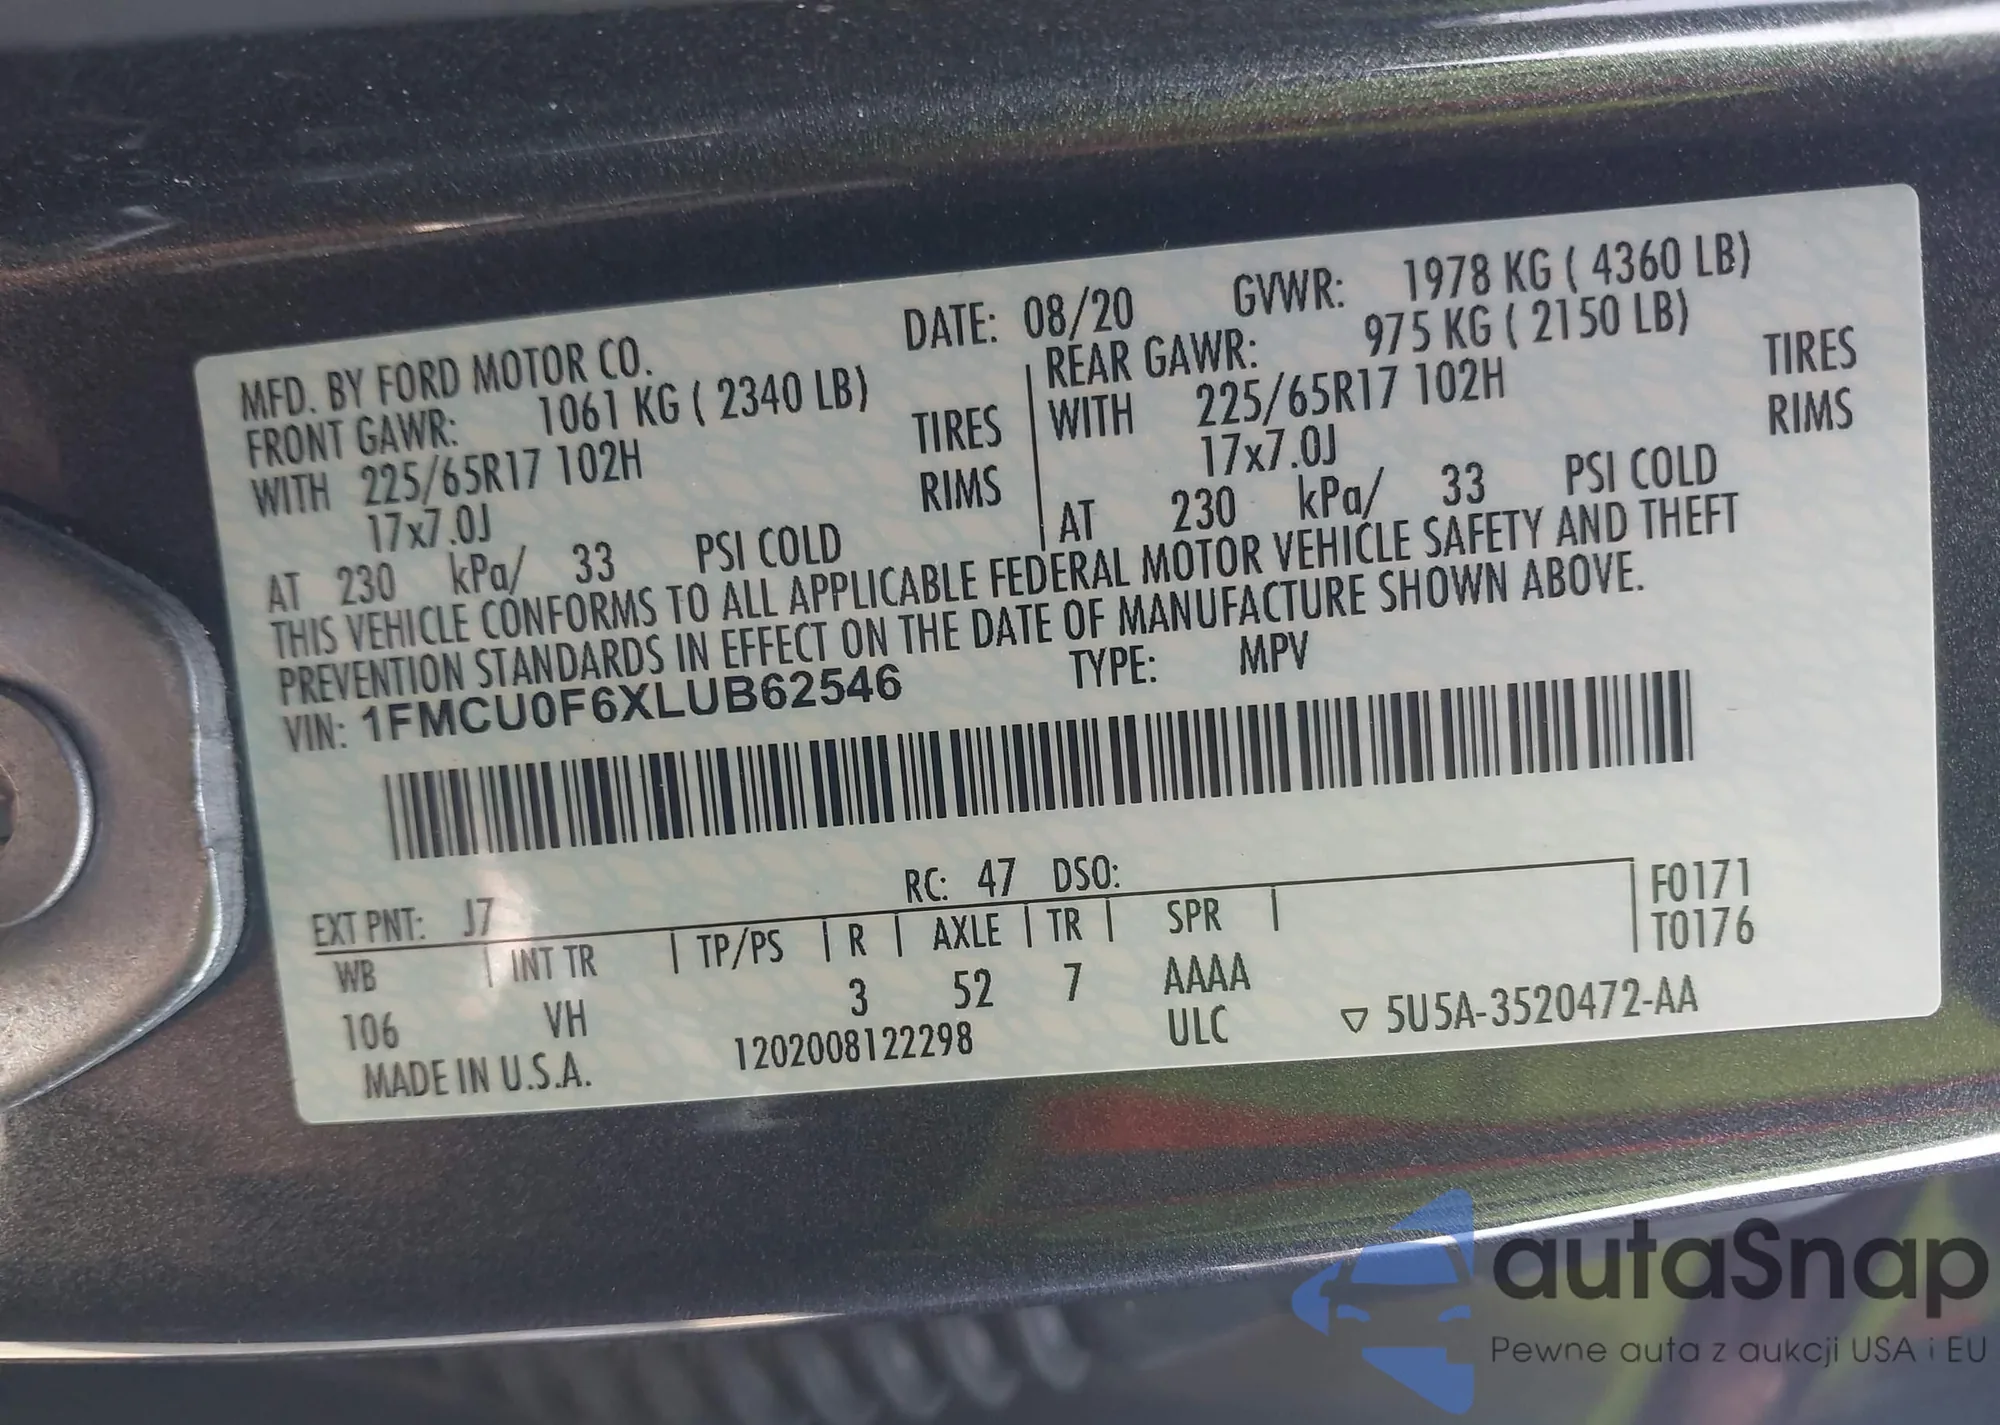 MFD. BY FORD MOTOR CO.
DATE: 08/20
GVWR: 1978 KG ( 4360 LB)
FRONT GAWR: 1061 KG ( 2340 LB)
REAR GAWR: 975 KG ( 2150 LB)
WITH 225/65R17 102H TIRES
WITH 225/65R17 102H TIRES
17x7.0J RIMS
17x7.0J RIMS
AT 230 kPa/ 33 PSI COLD
AT 230 kPa/ 33 PSI COLD
THIS VEHICLE CONFORMS TO ALL APPLICABLE FEDERAL MOTOR VEHICLE SAFETY AND THEFT
PREVENTION STANDARDS IN EFFECT ON THE DATE OF MANUFACTURE SHOWN ABOVE.
VIN: 1FMCU0F6XLUB62546
TYPE: MPV
EXT PNT: J7
RC: 47 DSO:
F0171
WB | INT TR | TP/PS | R | AXLE | TR | SPR |
T0176
106 VH 3 52 7 AAAA
ULC
▽ 5U5A-3520472-AA
MADE IN U.S.A.
1202008122298
autaSnap
Pewne auta z aukcji USA i EU